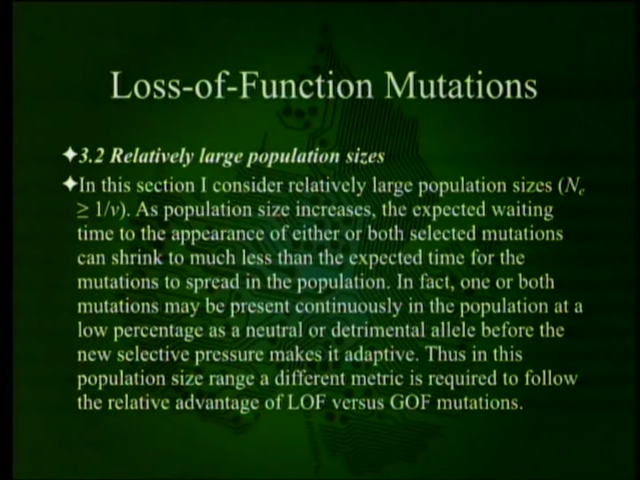 Loss-of-Function Mutations
✦3.2 Relatively large population sizes
✦In this section I consider relatively large population sizes (Ne
≥ 1/ν). As population size increases, the expected waiting
time to the appearance of either or both selected mutations
can shrink to much less than the expected time for the
mutations to spread in the population. In fact, one or both
mutations may be present continuously in the population at a
low percentage as a neutral or detrimental allele before the
new selective pressure makes it adaptive. Thus in this
population size range a different metric is required to follow
the relative advantage of LOF versus GOF mutations.